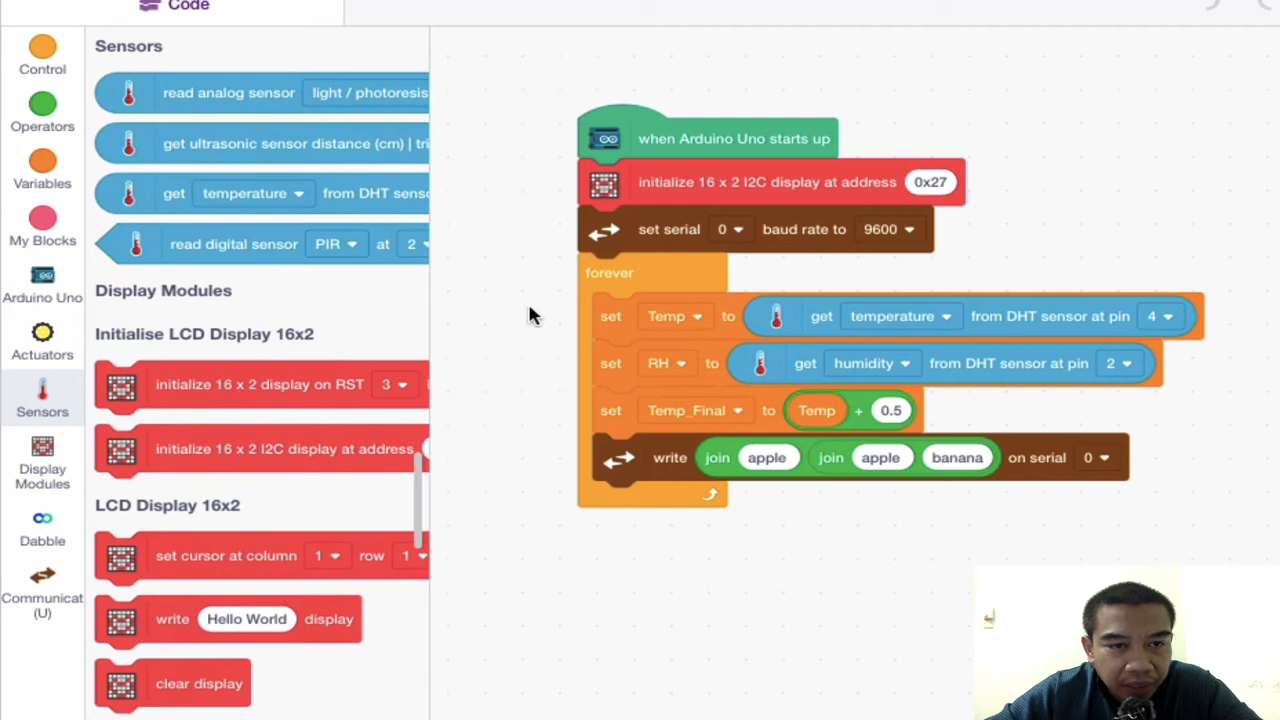 Code
Control
Operators
Variables
My Blocks
Arduino Uno
Actuators
Sensors
Display
Modules
Dabble
Communicat
(U)
Sensors
read analog sensor light / photoresis
get ultrasonic sensor distance (cm) | tri
get temperature from DHT senso
read digital sensor PIR at 2
Display Modules
Initialise LCD Display 16x2
initialize 16 x 2 display on RST 3
initialize 16 x 2 I2C display at address
LCD Display 16x2
set cursor at column 1 row 1
write Hello World display
clear display
when Arduino Uno starts up
initialize 16 x 2 I2C display at address 0x27
set serial 0 baud rate to 9600
forever
set Temp to get temperature from DHT sensor at pin 4
set RH to get humidity from DHT sensor at pin 2
set Temp_Final to Temp + 0.5
write join apple join apple banana on serial 0